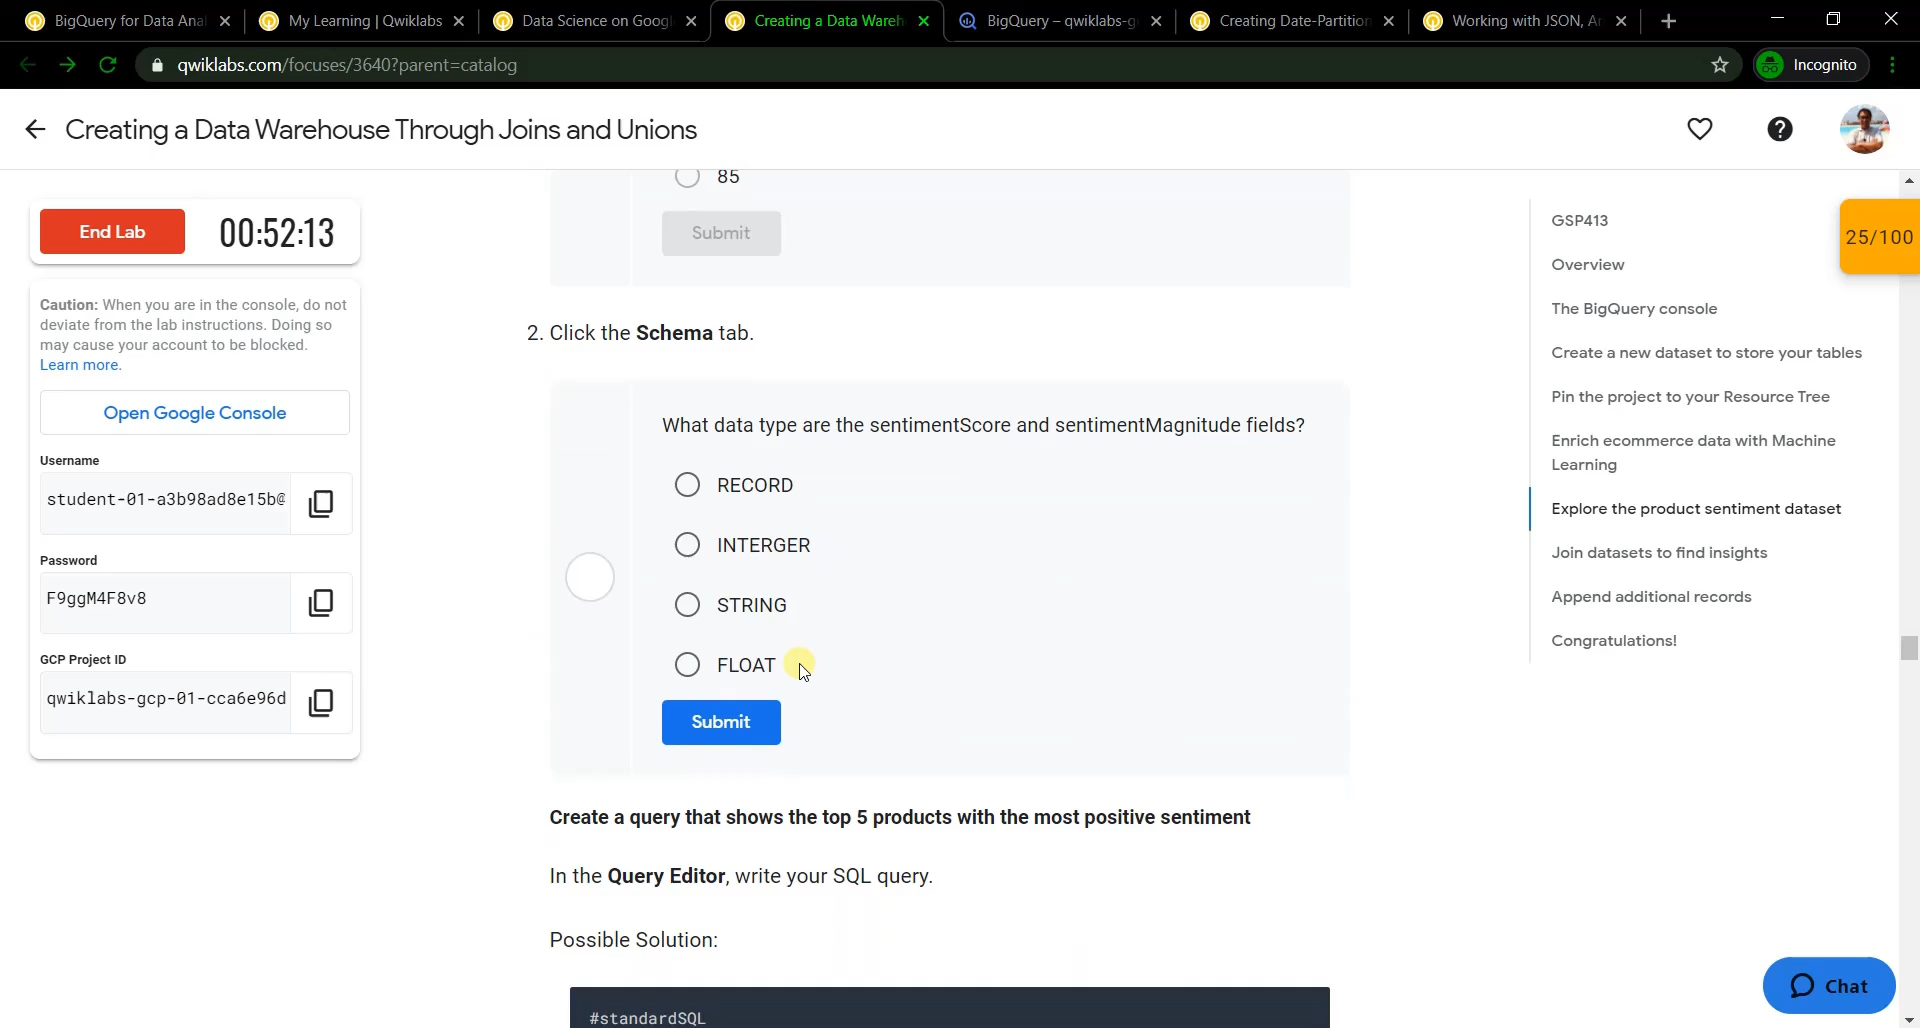 BigQuery for Data Ana
My Learning | Qwiklabs
Data Science on Googl
Creating a Data Wareh
BigQuery – qwiklabs-g
Creating Date-Partition
Working with JSON, Ar
qwiklabs.com/focuses/3640?parent=catalog
Incognito
Creating a Data Warehouse Through Joins and Unions
End Lab
00:52:13
Caution: When you are in the console, do not
deviate from the lab instructions. Doing so
may cause your account to be blocked.
Learn more.
Open Google Console
Username
student-01-a3b98ad8e15b@
Password
F9ggM4F8v8
GCP Project ID
qwiklabs-gcp-01-cca6e96d
85
Submit
2. Click the Schema tab.
What data type are the sentimentScore and sentimentMagnitude fields?
RECORD
INTERGER
STRING
FLOAT
Submit
Create a query that shows the top 5 products with the most positive sentiment
In the Query Editor, write your SQL query.
Possible Solution:
#standardSQL
GSP413
Overview
The BigQuery console
Create a new dataset to store your tables
Pin the project to your Resource Tree
Enrich ecommerce data with Machine
Learning
Explore the product sentiment dataset
Join datasets to find insights
Append additional records
Congratulations!
25/100
Chat